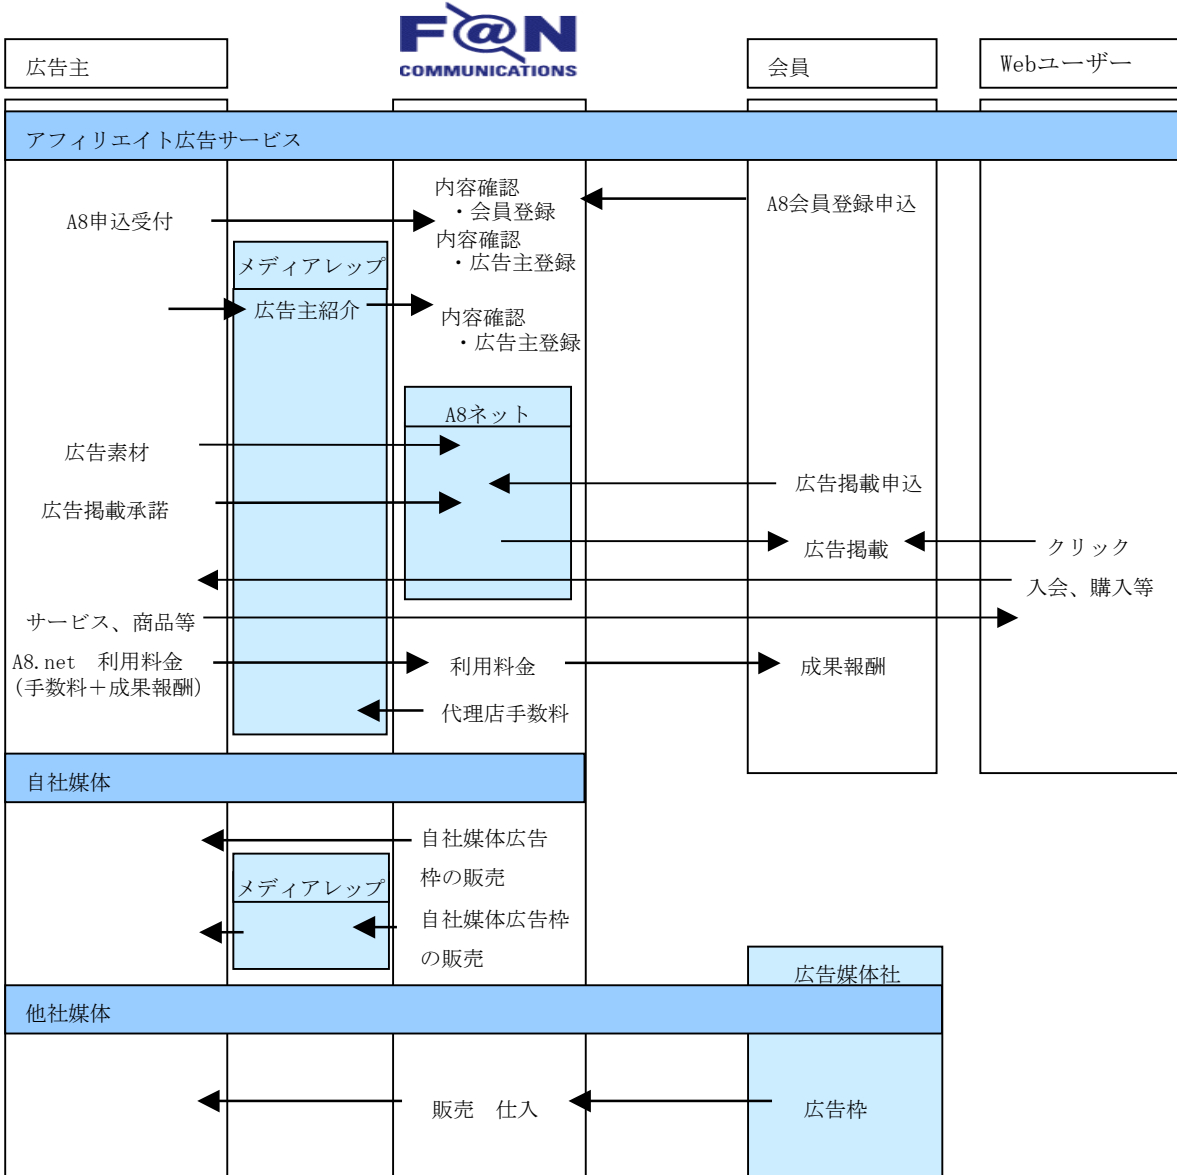 F@N
COMMUNICATIONS
広告主
会員
Webユーザー
アフィリエイト広告サービス
A8申込受付
内容確認
・会員登録
A8会員登録申込
内容確認
・広告主登録
メディアレップ
広告主紹介
内容確認
・広告主登録
A8ネット
広告素材
広告掲載申込
広告掲載承諾
広告掲載
クリック
入会、購入等
サービス、商品等
A8.net　利用料金
(手数料＋成果報酬)
利用料金
成果報酬
代理店手数料
自社媒体
自社媒体広告
枠の販売
メディアレップ
自社媒体広告枠
の販売
広告媒体社
他社媒体
販売　仕入
広告枠